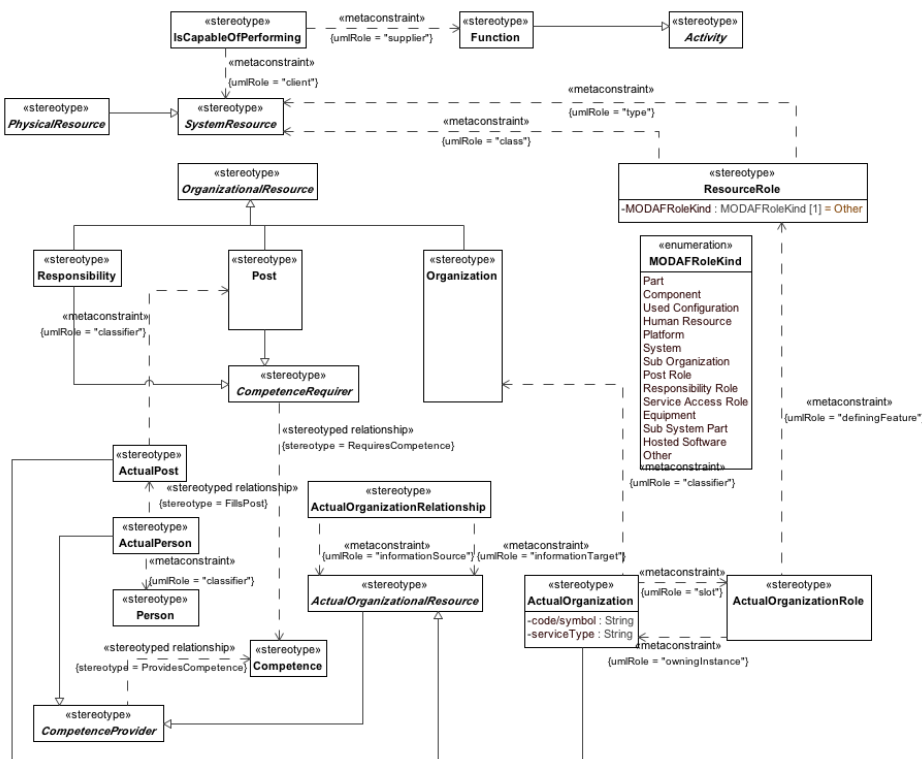 «stereotype»
IsCapableOfPerforming
«metaconstraint»
{umlRole = "supplier"}
«stereotype»
Function
«stereotype»
Activity
«metaconstraint»
{umlRole = "client"}
«stereotype»
PhysicalResource
«stereotype»
SystemResource
«metaconstraint»
{umlRole = "type"}
«metaconstraint»
{umlRole = "class"}
«stereotype»
OrganizationalResource
«stereotype»
ResourceRole
-MODAFRoleKind : MODAFRoleKind [1] = Other
«stereotype»
Responsibility
«stereotype»
Post
«stereotype»
Organization
«enumeration»
MODAFRoleKind
Part
Component
Used Configuration
Human Resource
Platform
System
Sub Organization
Post Role
Responsibility Role
Service Access Role
Equipment
Sub System Part
Hosted Software
Other
«metaconstraint»
{umlRole = "classifier"}
«stereotype»
CompetenceRequirer
«metaconstraint»
{umlRole = "definingFeature"}
«stereotyped relationship»
{stereotype = RequiresCompetence}
«stereotype»
ActualPost
«metaconstraint»
{umlRole = "classifier"}
«stereotyped relationship»
{stereotype = FillsPost}
«stereotype»
ActualOrganizationRelationship
«stereotype»
ActualPerson
«metaconstraint»
{umlRole = "informationSource"}
«metaconstraint»
{umlRole = "informationTarget"}
«metaconstraint»
{umlRole = "classifier"}
«stereotype»
Person
«stereotype»
ActualOrganizationalResource
«stereotype»
ActualOrganization
-code/symbol : String
-serviceType : String
«metaconstraint»
{umlRole = "slot"}
«stereotype»
ActualOrganizationRole
«metaconstraint»
{umlRole = "owningInstance"}
«stereotyped relationship»
{stereotype = ProvidesCompetence}
«stereotype»
Competence
«stereotype»
CompetenceProvider